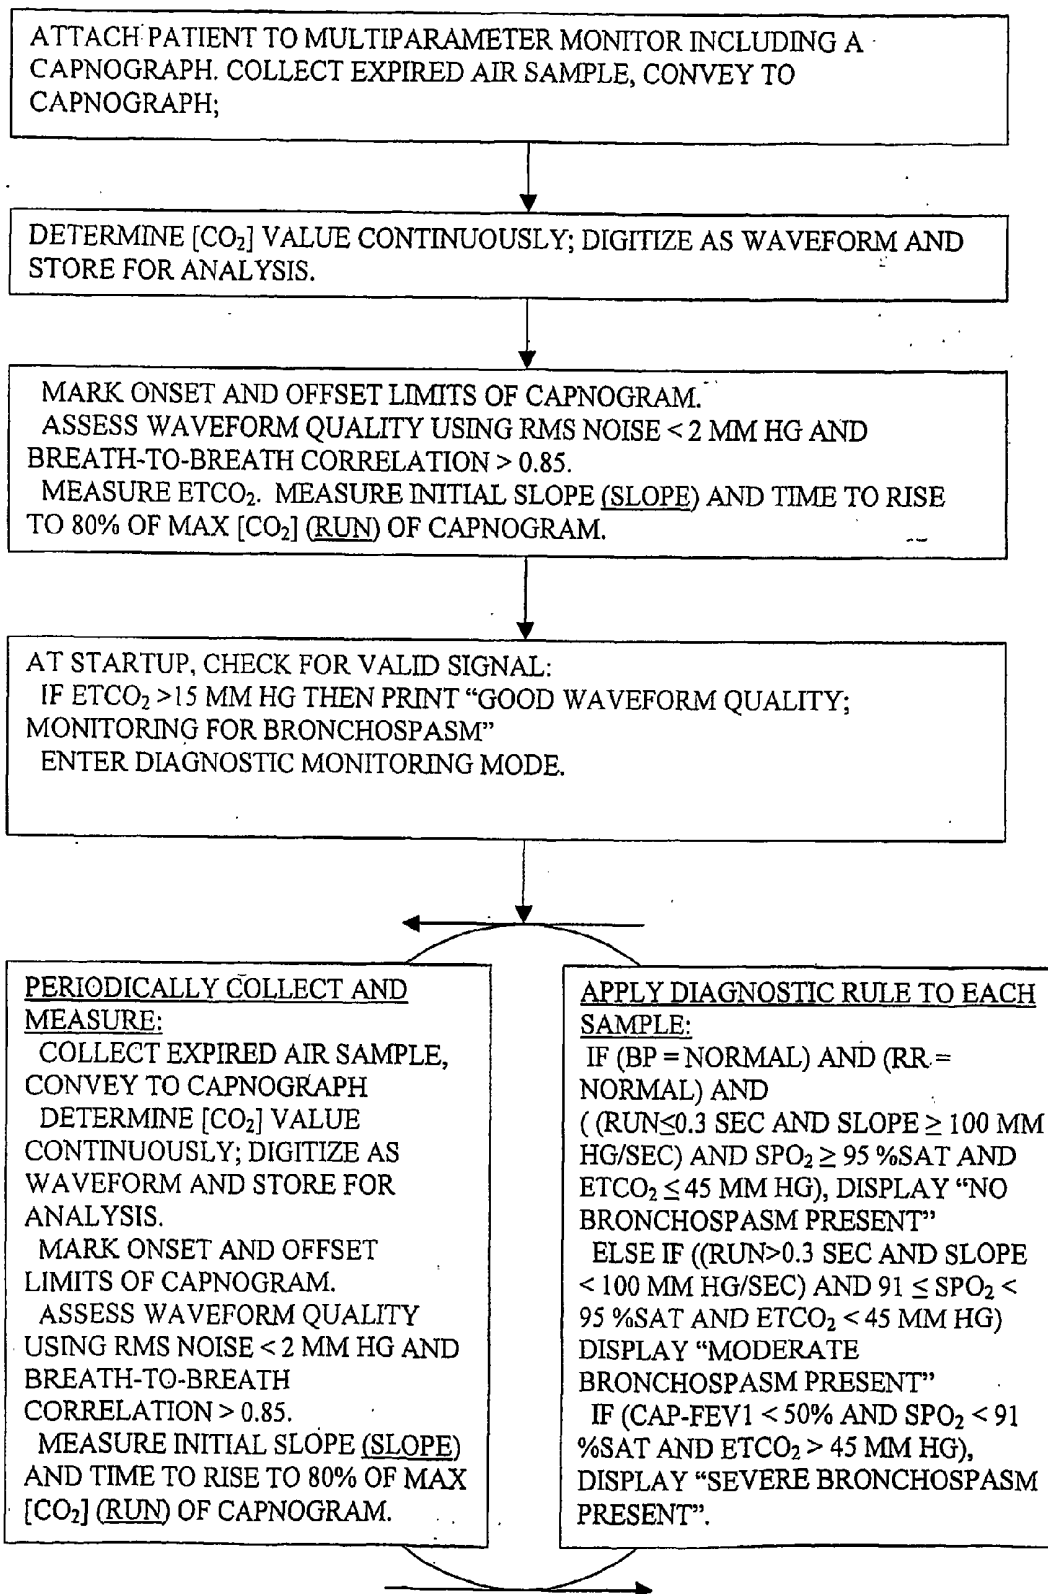 ATTACH PATIENT TO MULTIPARAMETER MONITOR INCLUDING A
CAPNOGRAPH. COLLECT EXPIRED AIR SAMPLE, CONVEY TO
CAPNOGRAPH;
DETERMINE [CO₂] VALUE CONTINUOUSLY; DIGITIZE AS WAVEFORM AND
STORE FOR ANALYSIS.
MARK ONSET AND OFFSET LIMITS OF CAPNOGRAM.
ASSESS WAVEFORM QUALITY USING RMS NOISE < 2 MM HG AND
BREATH-TO-BREATH CORRELATION > 0.85.
MEASURE ETCO₂. MEASURE INITIAL SLOPE (SLOPE) AND TIME TO RISE
TO 80% OF MAX [CO₂] (RUN) OF CAPNOGRAM.
AT STARTUP, CHECK FOR VALID SIGNAL:
IF ETCO₂ >15 MM HG THEN PRINT “GOOD WAVEFORM QUALITY;
MONITORING FOR BRONCHOSPASM”
ENTER DIAGNOSTIC MONITORING MODE.
PERIODICALLY COLLECT AND
MEASURE:
COLLECT EXPIRED AIR SAMPLE,
CONVEY TO CAPNOGRAPH
DETERMINE [CO₂] VALUE
CONTINUOUSLY; DIGITIZE AS
WAVEFORM AND STORE FOR
ANALYSIS.
MARK ONSET AND OFFSET
LIMITS OF CAPNOGRAM.
ASSESS WAVEFORM QUALITY
USING RMS NOISE < 2 MM HG AND
BREATH-TO-BREATH
CORRELATION > 0.85.
MEASURE INITIAL SLOPE (SLOPE)
AND TIME TO RISE TO 80% OF MAX
[CO₂] (RUN) OF CAPNOGRAM.
APPLY DIAGNOSTIC RULE TO EACH
SAMPLE:
IF (BP = NORMAL) AND (RR =
NORMAL) AND
( (RUN≤0.3 SEC AND SLOPE ≥ 100 MM
HG/SEC) AND SPO₂ ≥ 95 %SAT AND
ETCO₂ ≤ 45 MM HG), DISPLAY “NO
BRONCHOSPASM PRESENT”
ELSE IF ((RUN>0.3 SEC AND SLOPE
< 100 MM HG/SEC) AND 91 ≤ SPO₂ <
95 %SAT AND ETCO₂ < 45 MM HG)
DISPLAY “MODERATE
BRONCHOSPASM PRESENT”
IF (CAP-FEV1 < 50% AND SPO₂ < 91
%SAT AND ETCO₂ > 45 MM HG),
DISPLAY “SEVERE BRONCHOSPASM
PRESENT”.